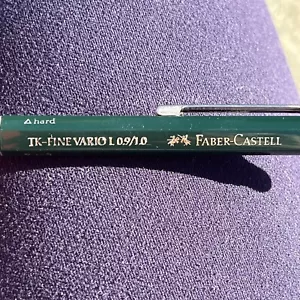 △ hard
TK-FINE VARIO L 0.9/1.0 FABER-CASTELL